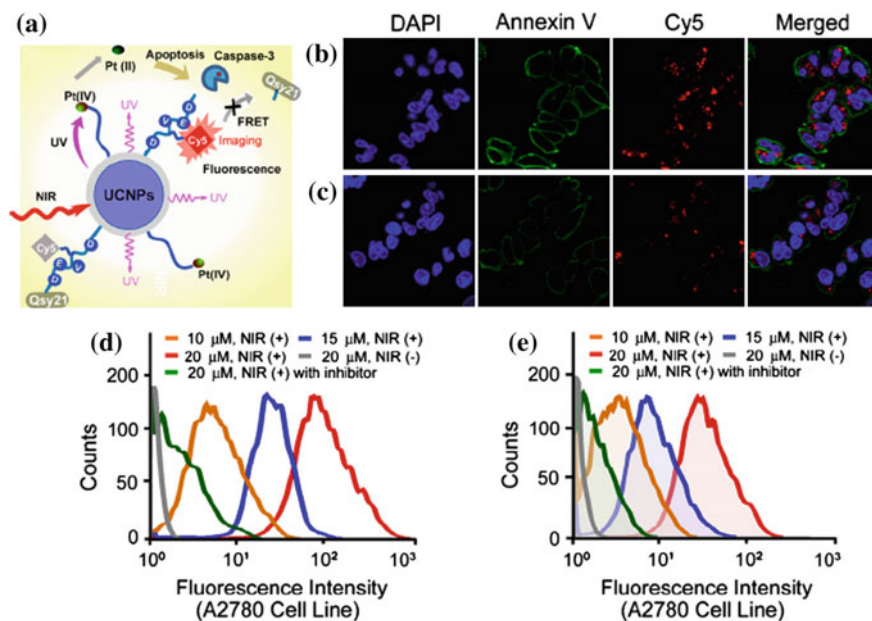 (a)
Pt (II)
Apoptosis
Caspase-3
Qsy21
Pt(IV)
UV
UV
D
E
V
D
FRET
Cy5
Imaging
Fluorescence
UCNPs
UV
NIR
Cy5
D
V
E
D
Qsy21
UV
Pt(IV)
DAPI Annexin V Cy5 Merged
(b)
(c)
(d)
10 μM, NIR (+) 15 μM, NIR (+)
20 μM, NIR (+) 20 μM, NIR (-)
20 μM, NIR (+) with inhibitor
200
100
50
0
Counts
10⁰ 10¹ 10² 10³
Fluorescence Intensity
(A2780 Cell Line)
(e)
10 μM, NIR (+) 15 μM, NIR (+)
20 μM, NIR (+) 20 μM, NIR (-)
20 μM, NIR (+) with inhibitor
200
100
50
0
Counts
10⁰ 10¹ 10² 10³
Fluorescence Intensity
(A2780 Cell Line)